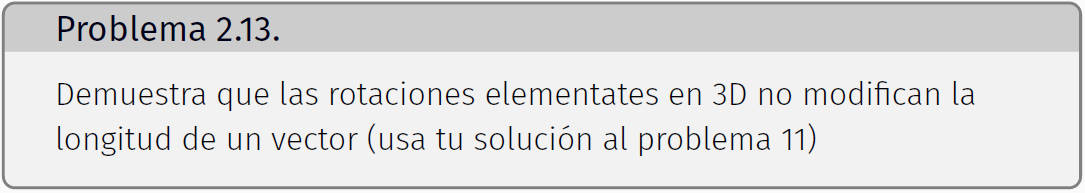 Problema 2.13.
Demuestra que las rotaciones elementates en 3D no modifican la
longitud de un vector (usa tu solución al problema 11)